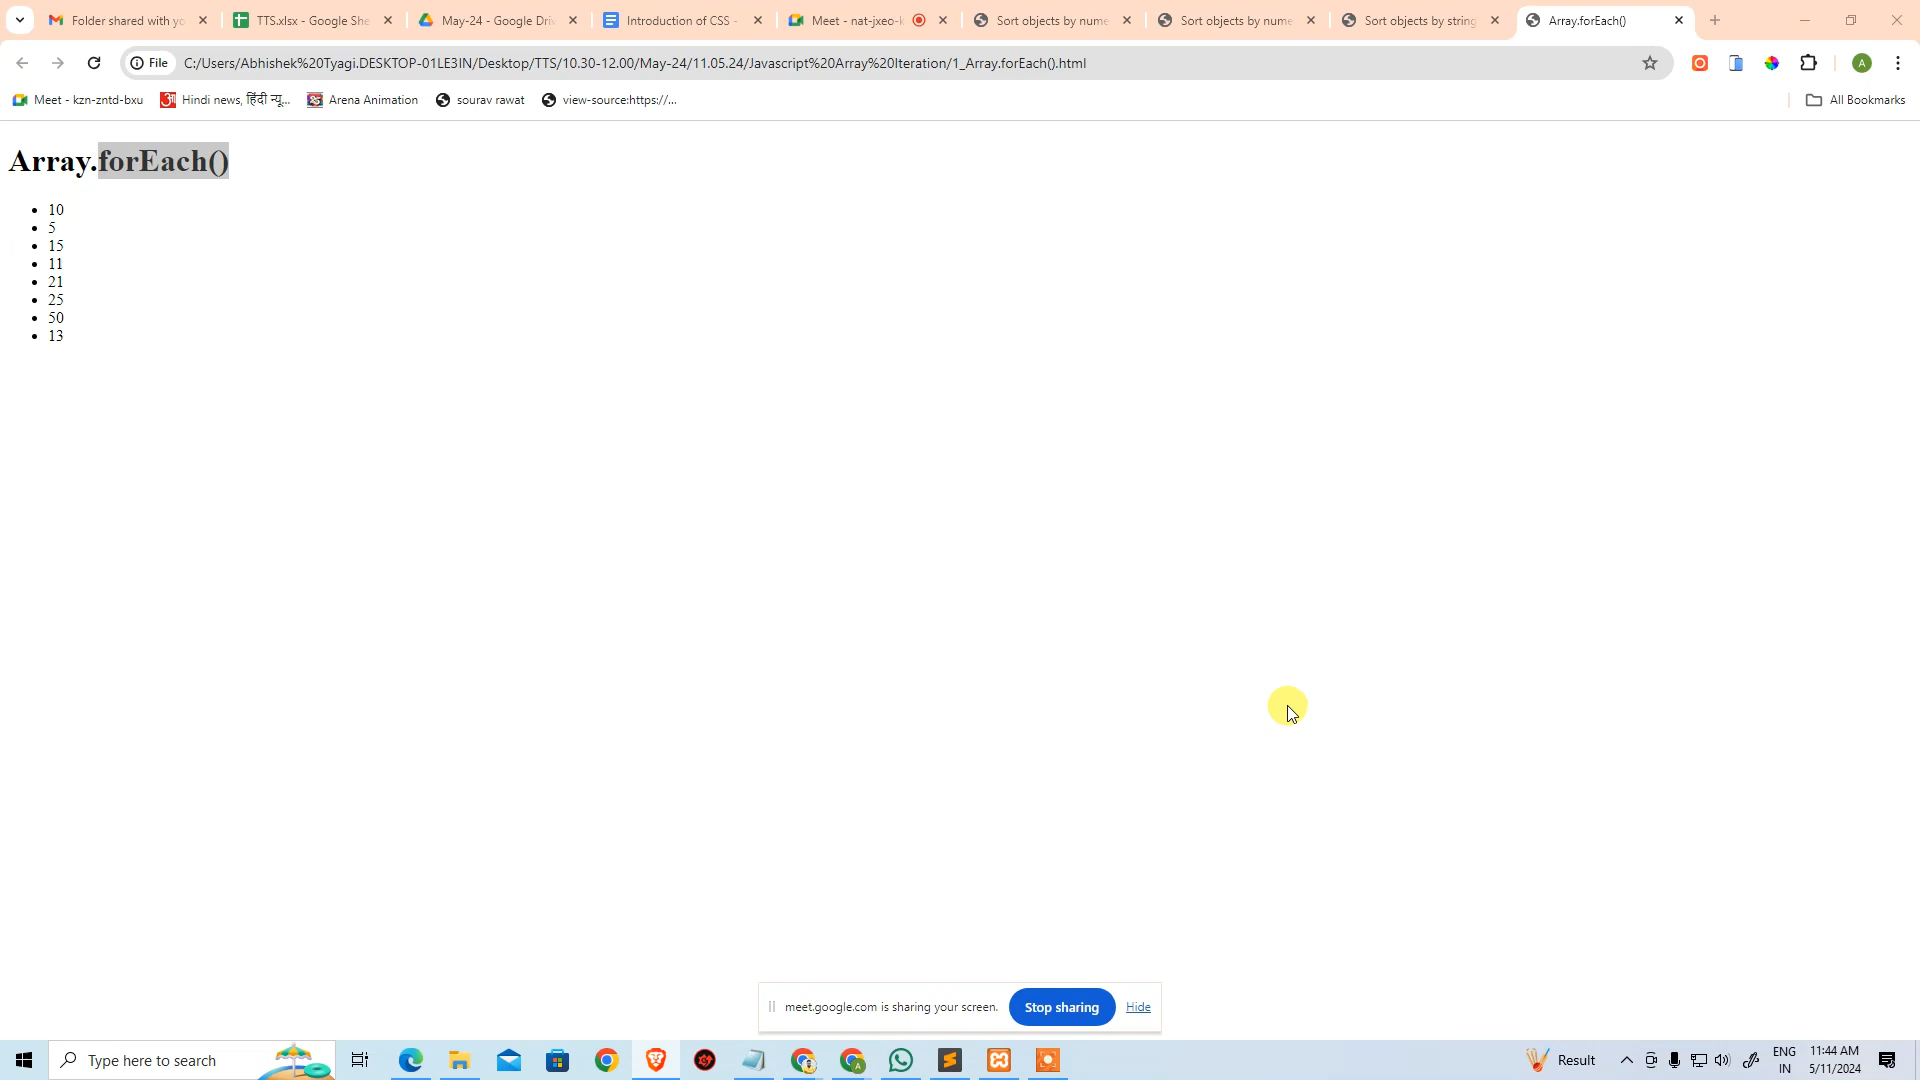 Folder shared with yo
TTS.xlsx - Google She
May-24 - Google Driv
Introduction of CSS -
Meet - nat-jxeo-k
Sort objects by nume
Sort objects by nume
Sort objects by string
Array.forEach()
File
C:/Users/Abhishek%20Tyagi.DESKTOP-01LE3IN/Desktop/TTS/10.30-12.00/May-24/11.05.24/Javascript%20Array%20Iteration/1_Array.forEach().html
A
Meet - kzn-zntd-bxu
Hindi news, हिंदी न्यू...
Arena Animation
sourav rawat
view-source:https://...
All Bookmarks
Array.forEach()
10
5
15
11
21
25
50
13
meet.google.com is sharing your screen.
Stop sharing
Hide
Type here to search
Result
ENG
IN
11:44 AM
5/11/2024